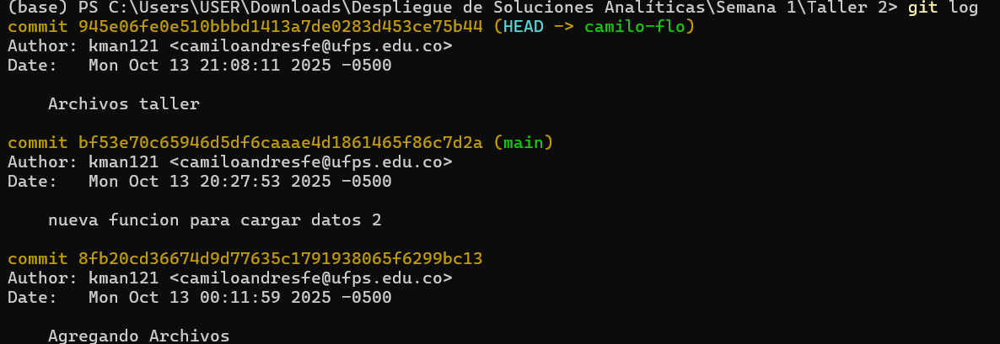 (base) PS C:\Users\USER\Downloads\Despliegue de Soluciones Analíticas\Semana 1\Taller 2> git log
commit 945e06fe0e510bbbd1413a7de0283d453ce75b44 (HEAD -> camilo-flo)
Author: kman121 <camiloandresfe@ufps.edu.co>
Date:   Mon Oct 13 21:08:11 2025 -0500
    Archivos taller
commit bf53e70c65946d5df6caaae4d1861465f86c7d2a (main)
Author: kman121 <camiloandresfe@ufps.edu.co>
Date:   Mon Oct 13 20:27:53 2025 -0500
    nueva funcion para cargar datos 2
commit 8fb20cd36674d9d77635c1791938065f6299bc13
Author: kman121 <camiloandresfe@ufps.edu.co>
Date:   Mon Oct 13 00:11:59 2025 -0500
    Agregando Archivos